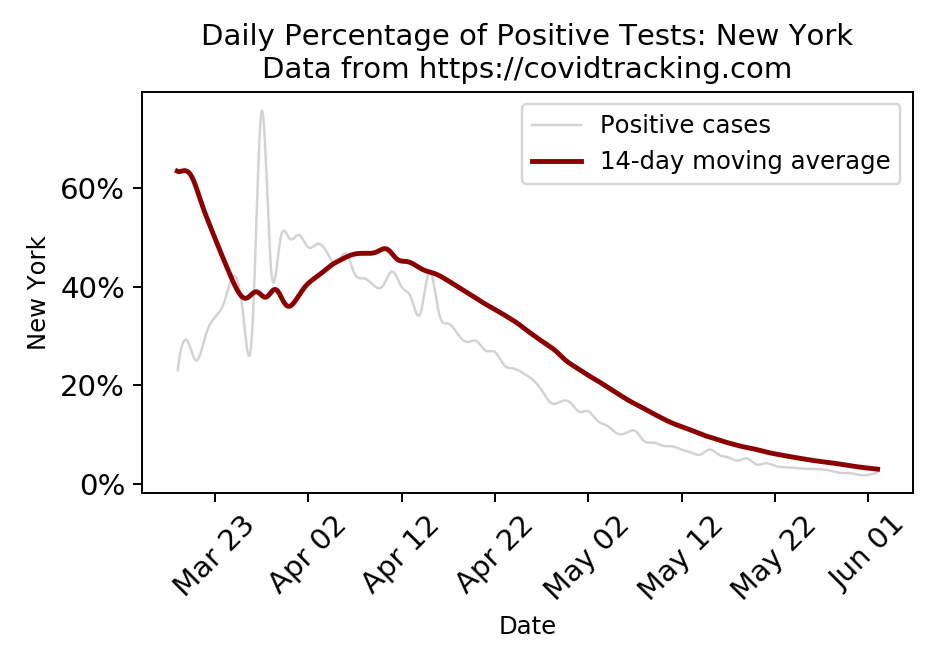 Daily Percentage of Positive Tests: New York
Data from https://covidtracking.com
Positive cases
14-day moving average
60%
40%
20%
0%
New York
Mar 23
Apr 02
Apr 12
Apr 22
May 02
May 12
May 22
Jun 01
Date